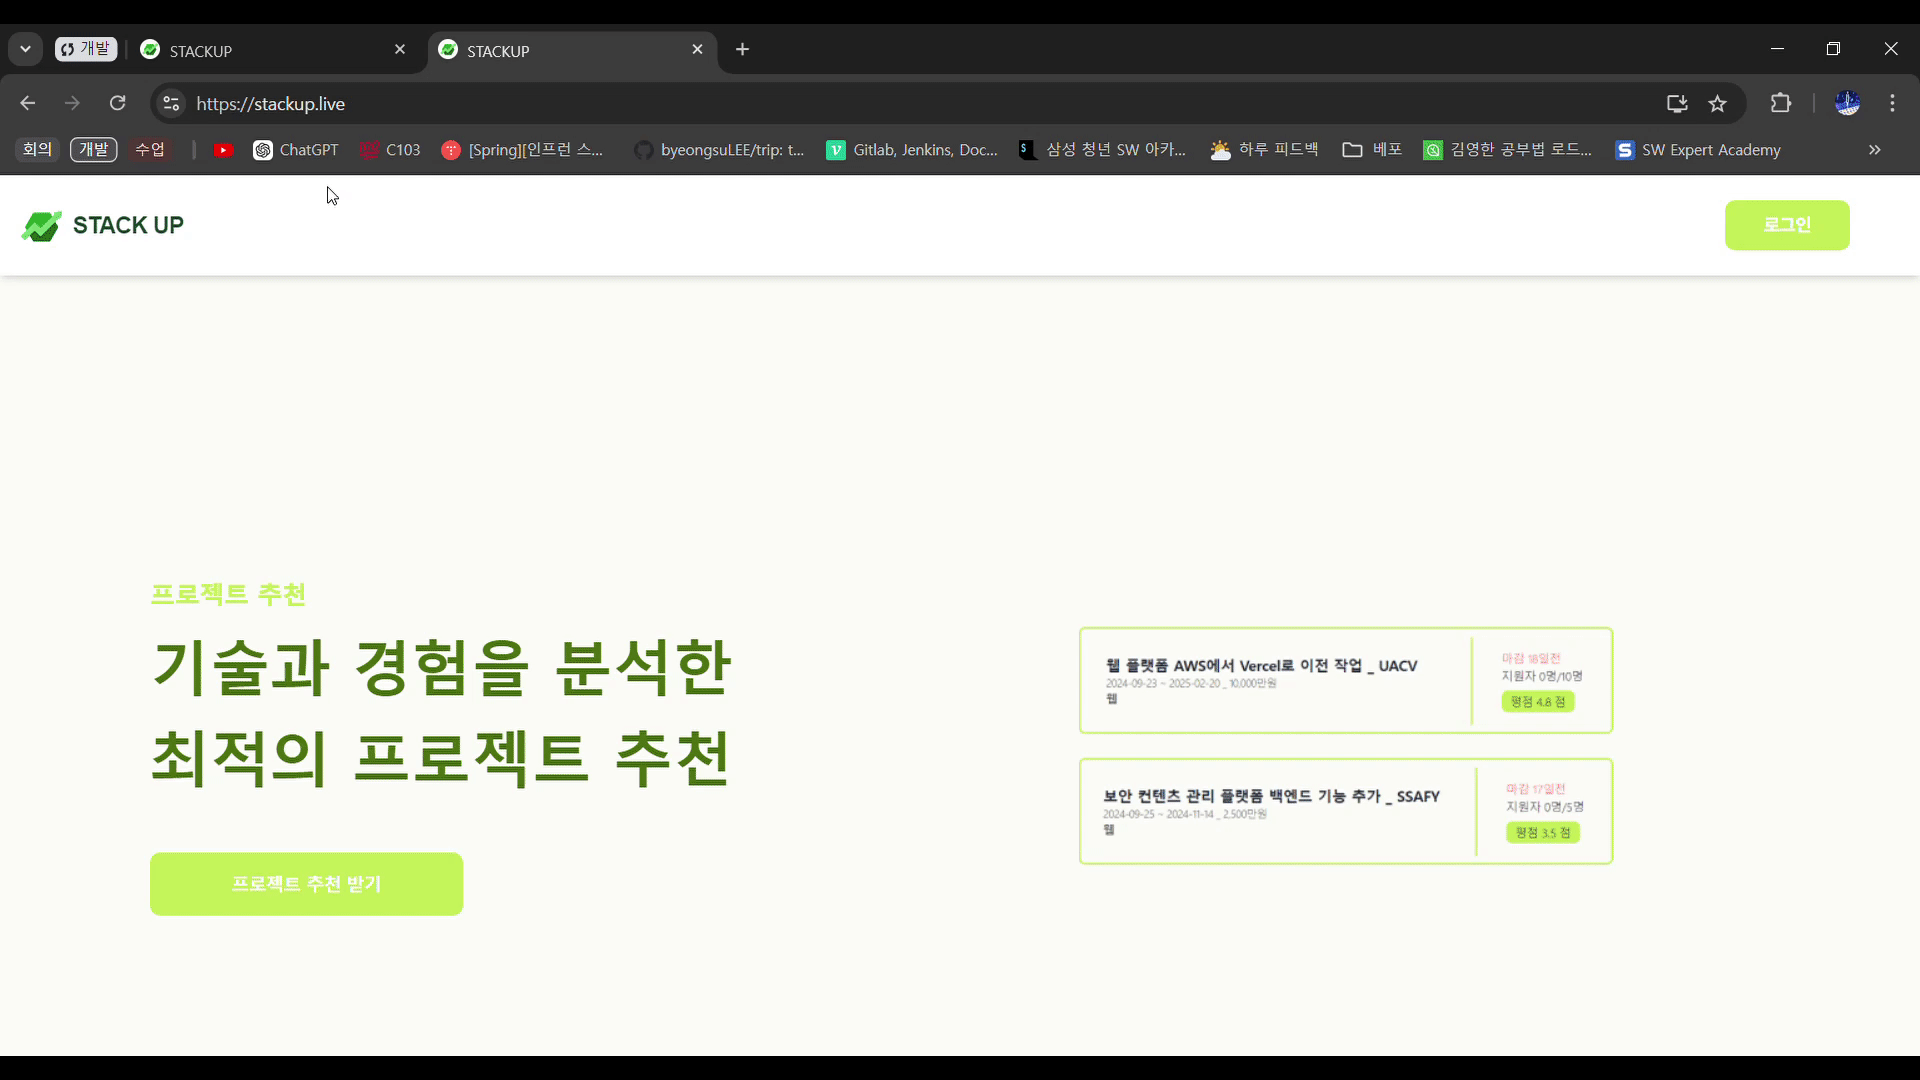 개발
STACKUP
STACKUP
https://stackup.live
회의
개발
수업
ChatGPT
C103
[Spring][인프런 스...
byeongsuLEE/trip: t...
Gitlab, Jenkins, Doc...
삼성 청년 SW 아카...
하루 피드백
베포
김영한 공부법 로드...
SW Expert Academy
STACK UP
로그인
프로젝트 추천
기술과 경험을 분석한
최적의 프로젝트 추천
프로젝트 추천 받기
웹 플랫폼 AWS에서 Vercel로 이전 작업 _ UACV
2024-09-23 ~ 2025-02-20 _ 10,000만원
웹
마감 18일전
지원자 0명/10명
평점 4.8 점
보안 컨텐츠 관리 플랫폼 백엔드 기능 추가 _ SSAFY
2024-09-25 ~ 2024-11-14 _ 2,500만원
웹
마감 17일전
지원자 0명/5명
평점 3.5 점